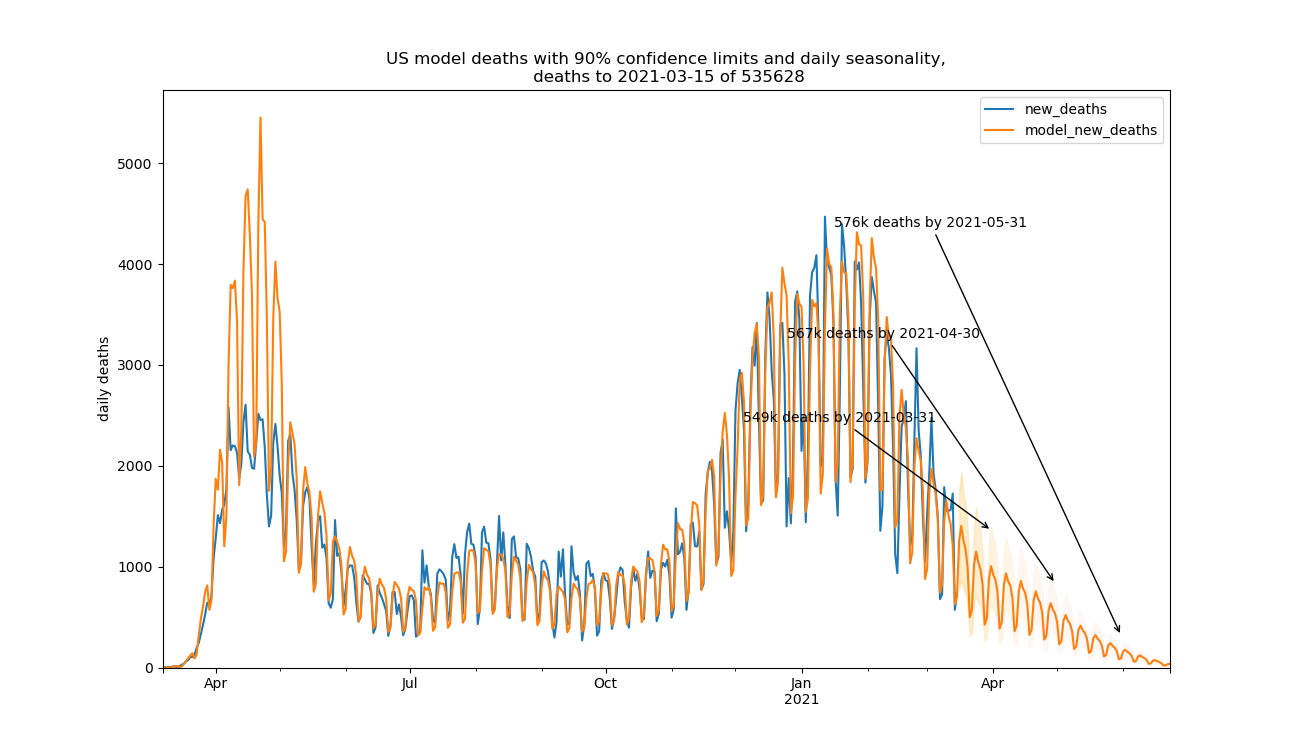 US model deaths with 90% confidence limits and daily seasonality,
deaths to 2021-03-15 of 535628
new_deaths
model_new_deaths
daily deaths
5000
4000
3000
2000
1000
0
576k deaths by 2021-05-31
567k deaths by 2021-04-30
549k deaths by 2021-03-31
Apr
Jul
Oct
Jan
2021
Apr